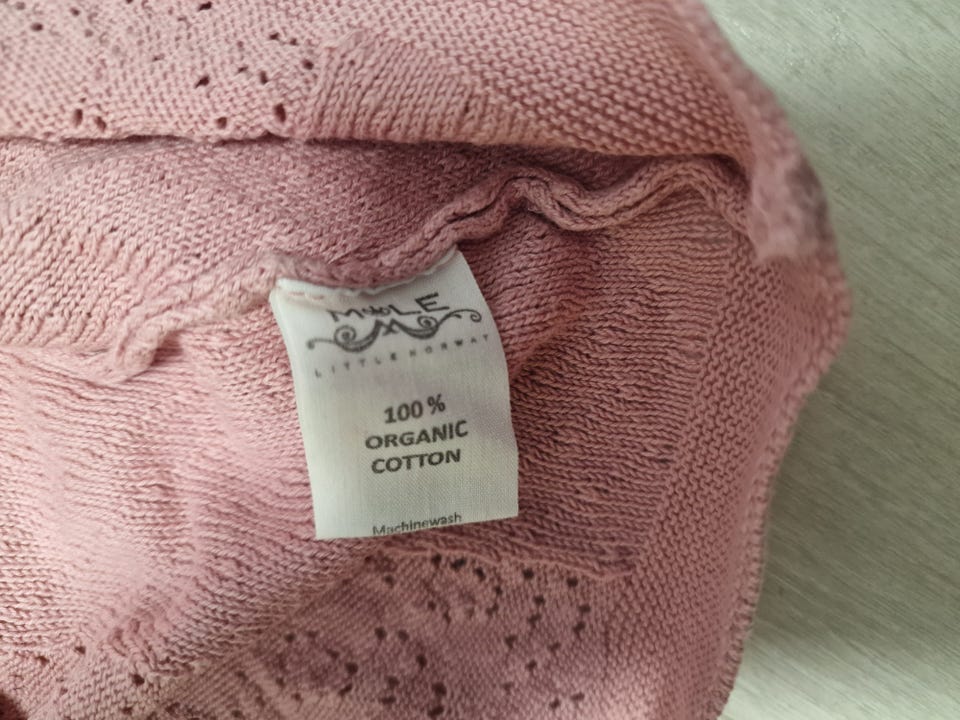 LITTLE NORWAY
100%
ORGANIC
COTTON
Machinewash